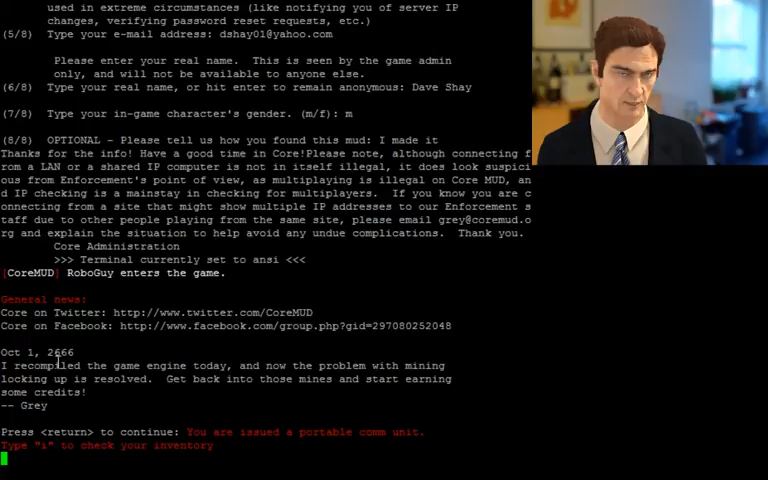 used in extreme circumstances (like notifying you of server IP
changes, verifying password reset requests, etc.)
(5/8) Type your e-mail address: dshay01@yahoo.com
Please enter your real name. This is seen by the game admin
only, and will not be available to anyone else.
(6/8) Type your real name, or hit enter to remain anonymous: Dave Shay
(7/8) Type your in-game character's gender. (m/f): m
(8/8) OPTIONAL - Please tell us how you found this mud: I made it
Thanks for the info! Have a good time in Core!Please note, although connecting f
rom a LAN or a shared IP computer is not in itself illegal, it does look suspici
ous from Enforcement's point of view, as multiplaying is illegal on Core MUD, an
d IP checking is a mainstay in checking for multiplayers. If you know you are c
onnecting from a site that might show multiple IP addresses to our Enforcement s
taff due to other people playing from the same site, please email grey@coremud.o
rg and explain the situation to help avoid any undue complications. Thank you.
Core Administration
>>> Terminal currently set to ansi <<<
[CoreMUD] RoboGuy enters the game.
General news:
Core on Twitter: http://www.twitter.com/CoreMUD
Core on Facebook: http://www.facebook.com/group.php?gid=297080252048
Oct 1, 2666
I recompiled the game engine today, and now the problem with mining
locking up is resolved. Get back into those mines and start earning
some credits!
-- Grey
Press <return> to continue: You are issued a portable comm unit.
Type "i" to check your inventory